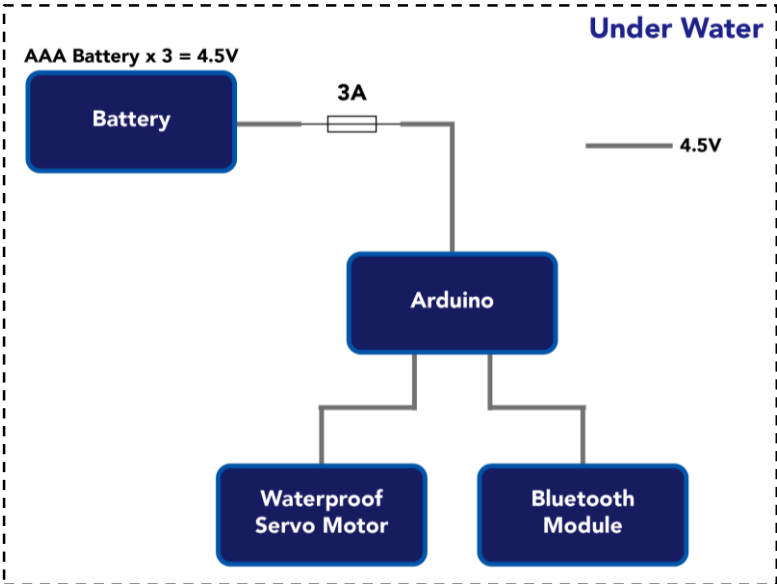 Under Water
AAA Battery x 3 = 4.5V
Battery
3A
4.5V
Arduino
Waterproof
Servo Motor
Bluetooth
Module